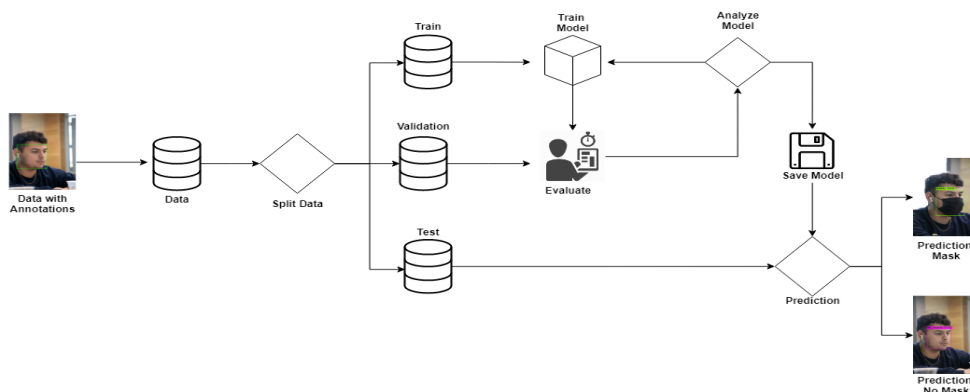 Train
Train
Model
Analyze
Model
Validation
Data with
Annotations
Data
Split Data
Evaluate
Save Model
Test
Prediction
Prediction
Mask
Prediction
No Mask